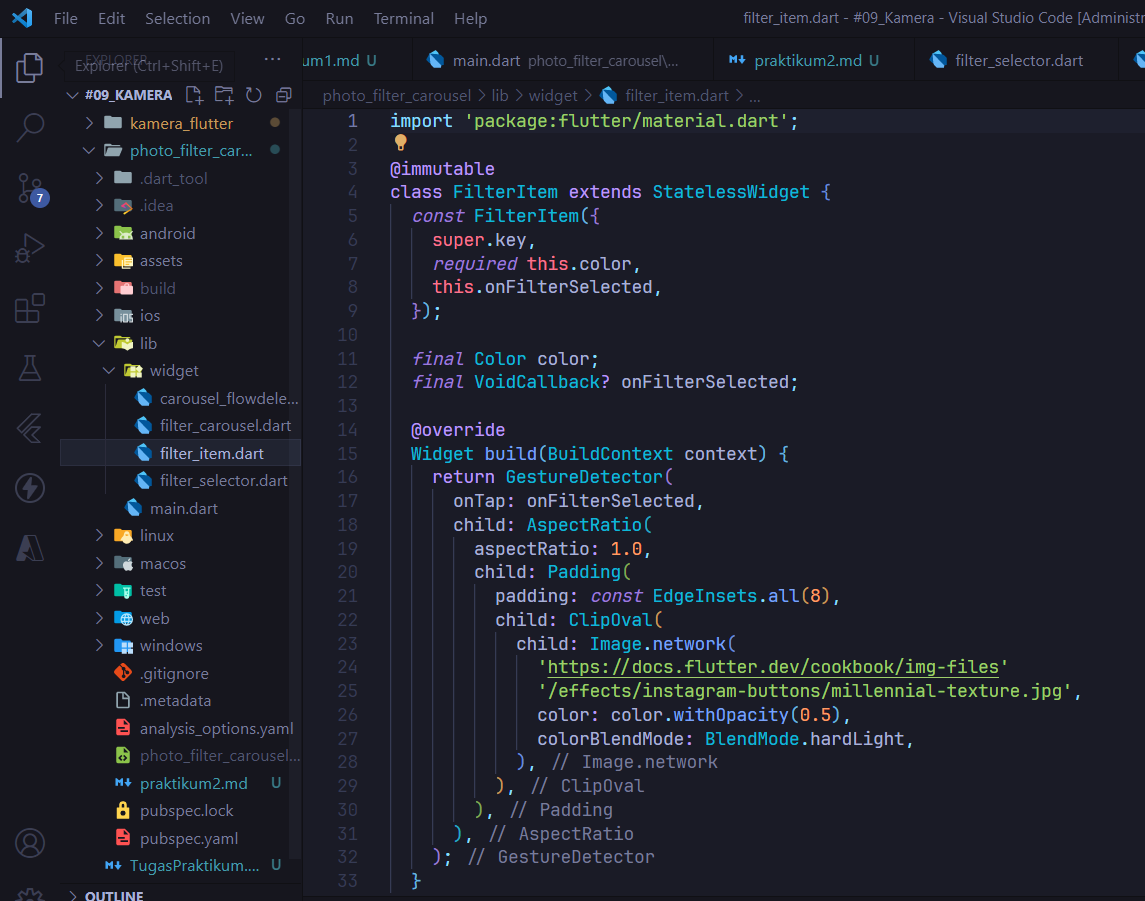 File Edit Selection View Go Run Terminal Help
filter_item.dart - #09_Kamera - Visual Studio Code [Administr
EXPLORER
Explorer (Ctrl+Shift+E)
um1.md U
main.dart photo_filter_carousel\...
praktikum2.md U
filter_selector.dart
#09_KAMERA
kamera_flutter
photo_filter_car...
.dart_tool
.idea
android
assets
build
ios
lib
widget
carousel_flowdele...
filter_carousel.dart
filter_item.dart
filter_selector.dart
main.dart
linux
macos
test
web
windows
.gitignore
.metadata
analysis_options.yaml
photo_filter_carousel...
praktikum2.md U
pubspec.lock
pubspec.yaml
TugasPraktikum.... U
OUTLINE
7
photo_filter_carousel > lib > widget > filter_item.dart > ...
1 import 'package:flutter/material.dart';
2
3 @immutable
4 class FilterItem extends StatelessWidget {
5 const FilterItem({
6 super.key,
7 required this.color,
8 this.onFilterSelected,
9 });
10
11 final Color color;
12 final VoidCallback? onFilterSelected;
13
14 @override
15 Widget build(BuildContext context) {
16 return GestureDetector(
17 onTap: onFilterSelected,
18 child: AspectRatio(
19 aspectRatio: 1.0,
20 child: Padding(
21 padding: const EdgeInsets.all(8),
22 child: ClipOval(
23 child: Image.network(
24 'https://docs.flutter.dev/cookbook/img-files'
25 '/effects/instagram-buttons/millennial-texture.jpg',
26 color: color.withOpacity(0.5),
27 colorBlendMode: BlendMode.hardLight,
28 ), // Image.network
29 ), // ClipOval
30 ), // Padding
31 ), // AspectRatio
32 ); // GestureDetector
33 }